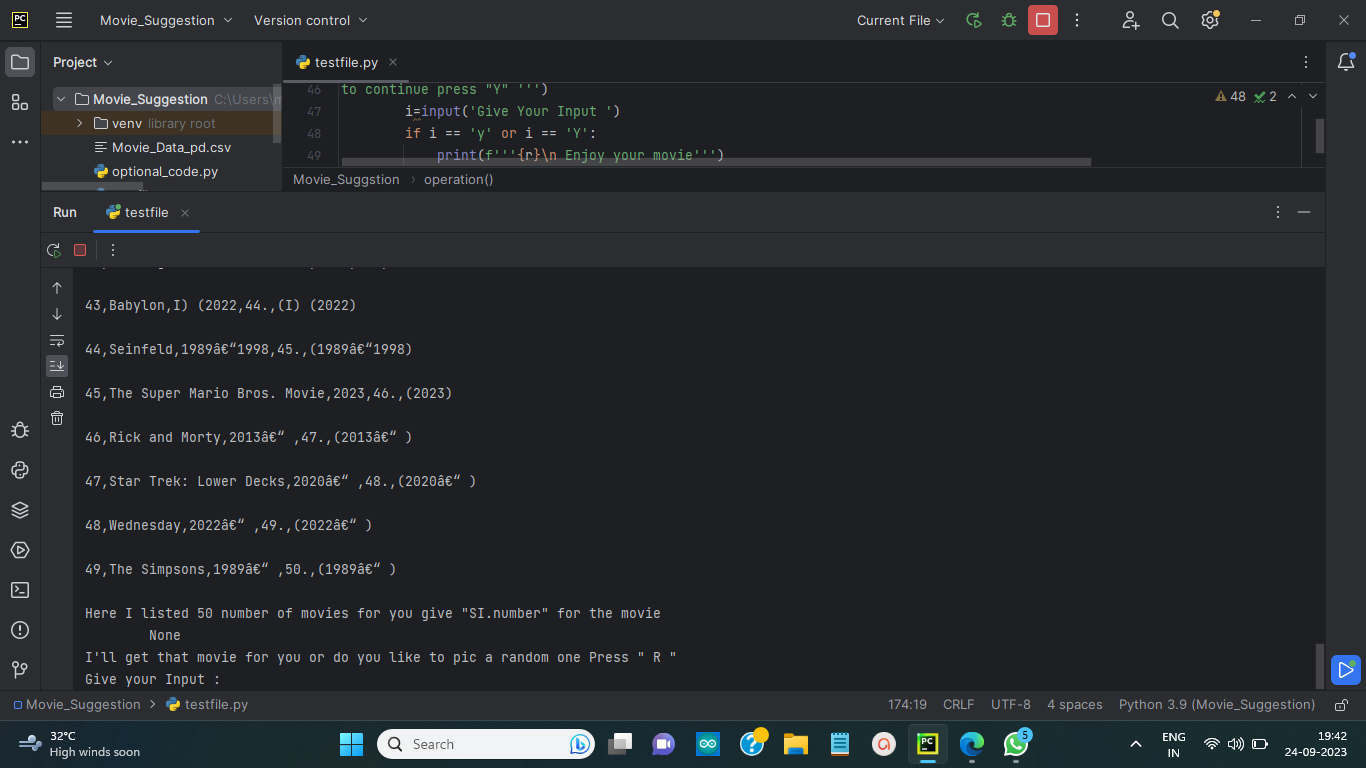 PC
Movie_Suggestion
Version control
Current File
Project
testfile.py
Movie_Suggestion C:\Users\
venv library root
Movie_Data_pd.csv
optional_code.py
46 to continue press "Y" ''')
47 i=input('Give Your Input ')
48 if i == 'y' or i == 'Y':
49 print(f'''{r}\n Enjoy your movie''')
48 2
Movie_Suggstion › operation()
Run testfile
43,Babylon,I) (2022,44.,(I) (2022)
44,Seinfeld,1989â€“1998,45.,(1989â€“1998)
45,The Super Mario Bros. Movie,2023,46.,(2023)
46,Rick and Morty,2013â€“ ,47.,(2013â€“ )
47,Star Trek: Lower Decks,2020â€“ ,48.,(2020â€“ )
48,Wednesday,2022â€“ ,49.,(2022â€“ )
49,The Simpsons,1989â€“ ,50.,(1989â€“ )
Here I listed 50 number of movies for you give "SI.number" for the movie
None
I'll get that movie for you or do you like to pic a random one Press " R "
Give your Input :
Movie_Suggestion > testfile.py
174:19 CRLF UTF-8 4 spaces Python 3.9 (Movie_Suggestion)
32°C
High winds soon
Search
PC
5
ENG
IN
19:42
24-09-2023